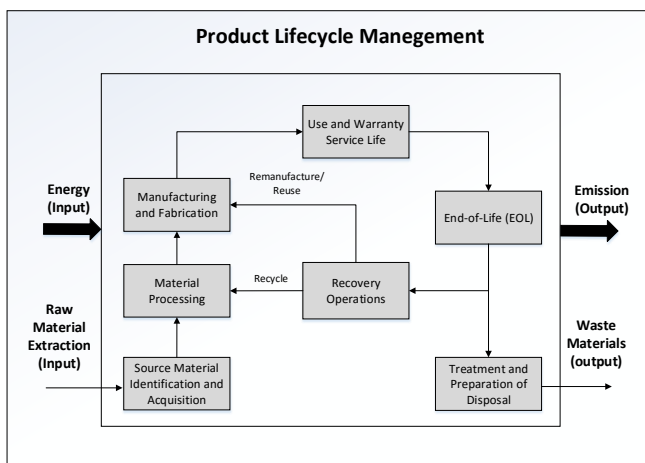 Product Lifecycle Manegement
Use and Warranty
Service Life
Remanufacture/
Reuse
Energy
(Input)
Manufacturing
and Fabrication
End-of-Life (EOL)
Emission
(Output)
Material
Processing
Recycle
Recovery
Operations
Raw
Material
Extraction
(Input)
Source Material
Identification and
Acquisition
Treatment and
Preparation of
Disposal
Waste
Materials
(output)